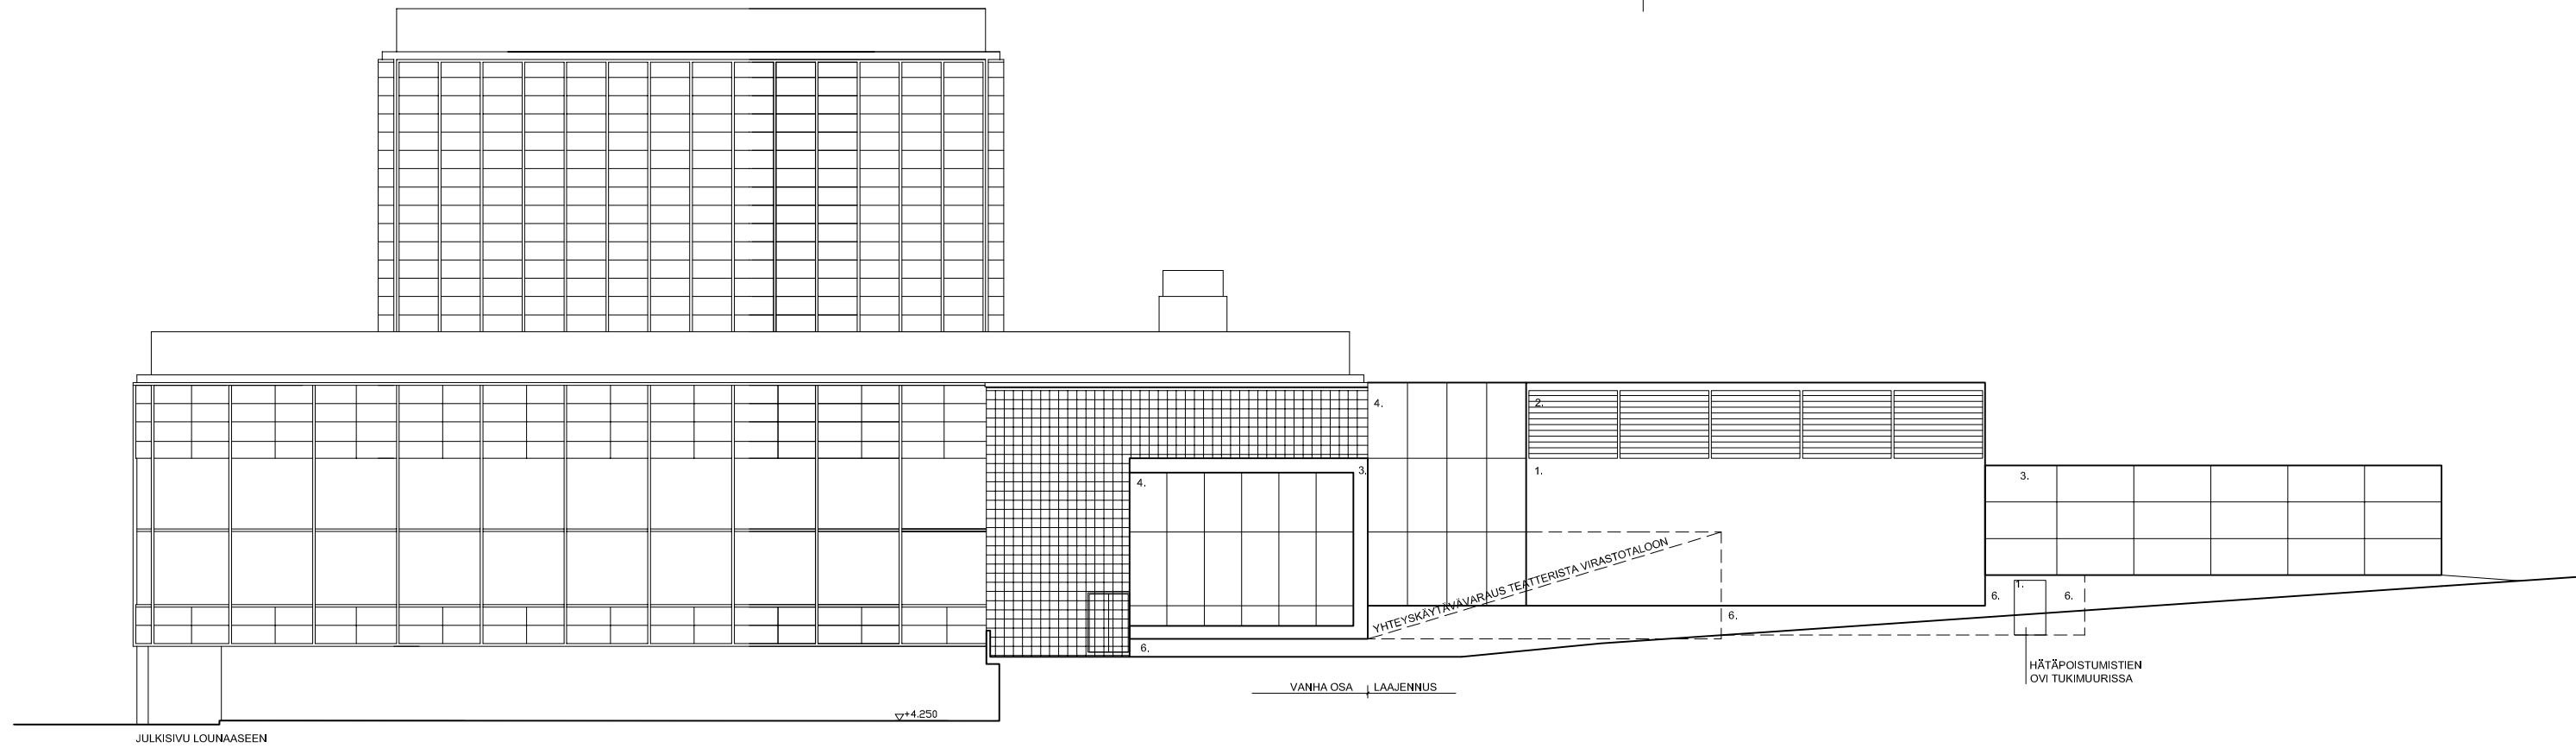 4.
2.
3.
1.
4.
3.
YHTEYSKÄYTÄVÄVARAUS TEATTERISTA VIRASTOTALOON
1.
6.
6.
6.
6.
HÄTÄPOISTUMISTIEN
OVI TUKIMUURISSA
VANHA OSA LAAJENNUS
+4.250
JULKISIVU LOUNAASEEN